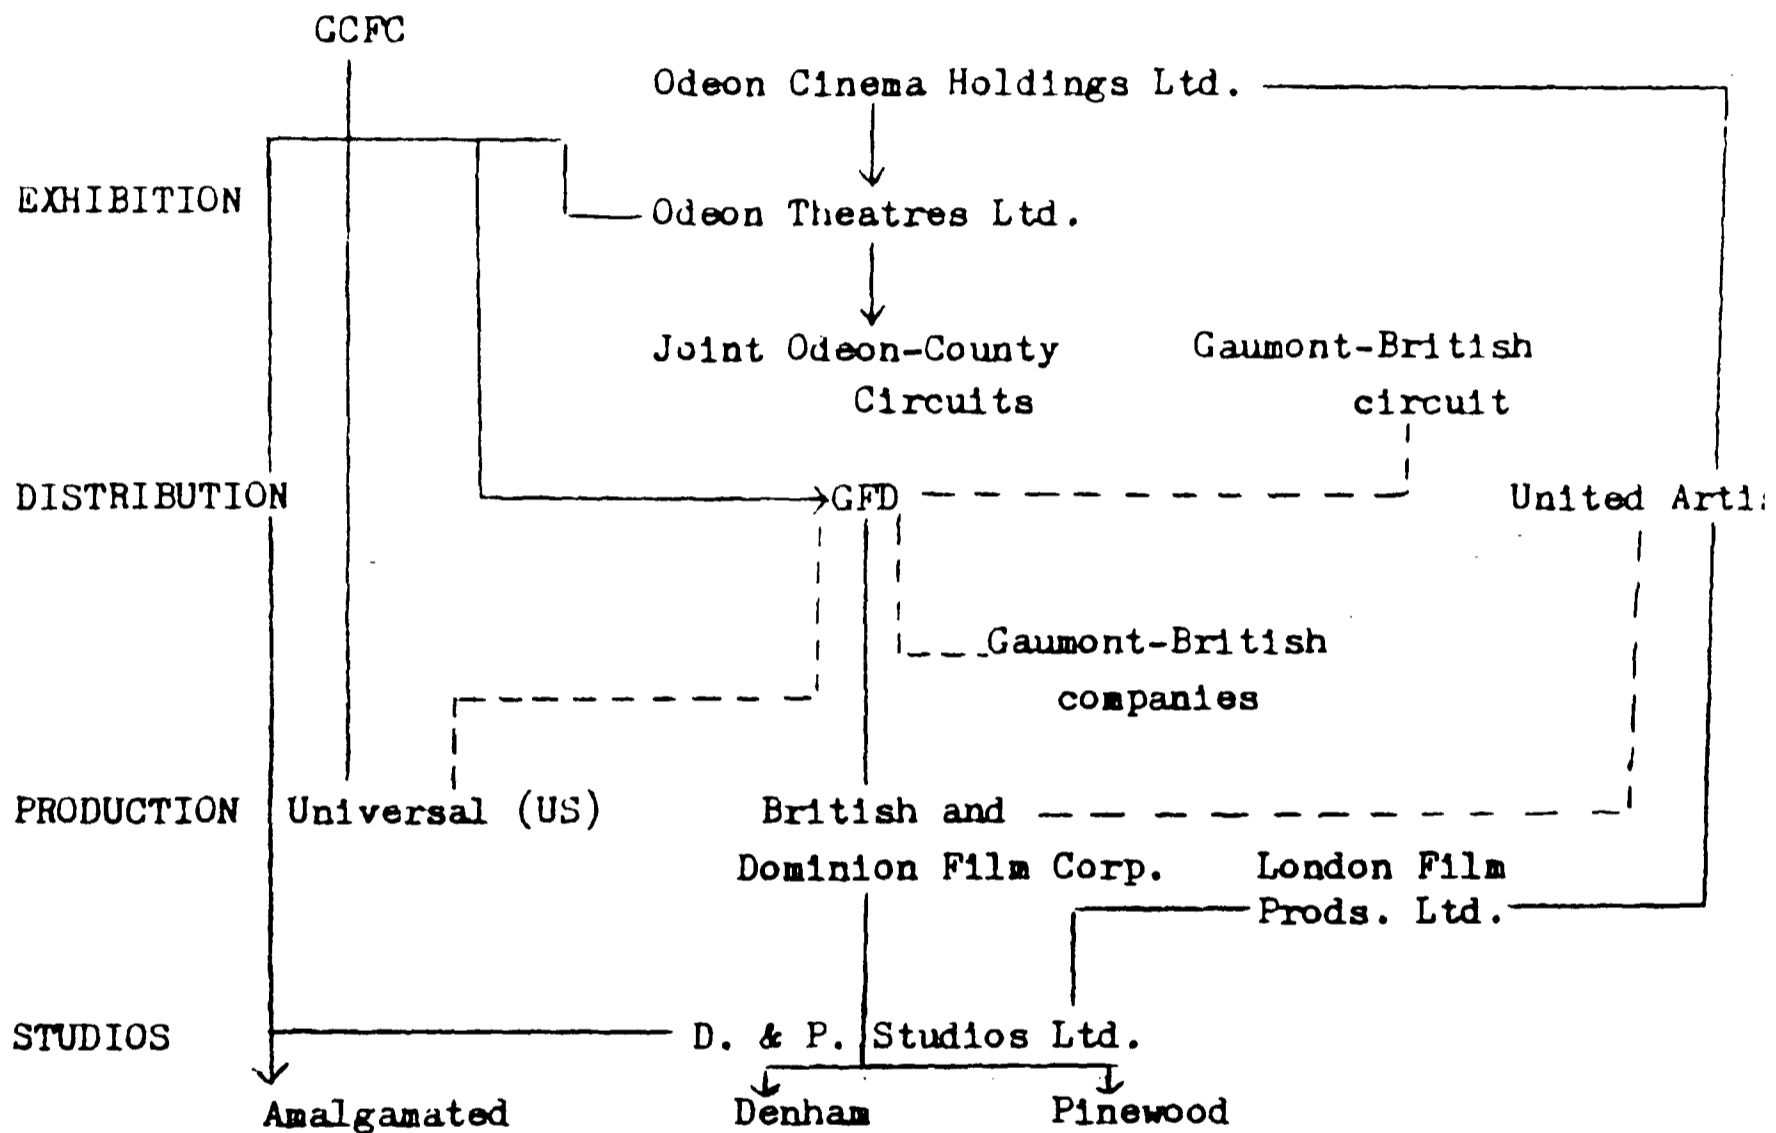 GCFC
Odeon Cinema Holdings Ltd.
EXHIBITION
Odeon Theatres Ltd.
Joint Odeon-County
Circuits
Gaumont-British
circuit
DISTRIBUTION
GFD
United
Gaumont-British
companies
PRODUCTION
Universal (US)
British and
Dominion Film Corp.
London Film
Prods. Ltd.
STUDIOS
D. & P. Studios Ltd.
Amalgamated
Denham
Pinewood